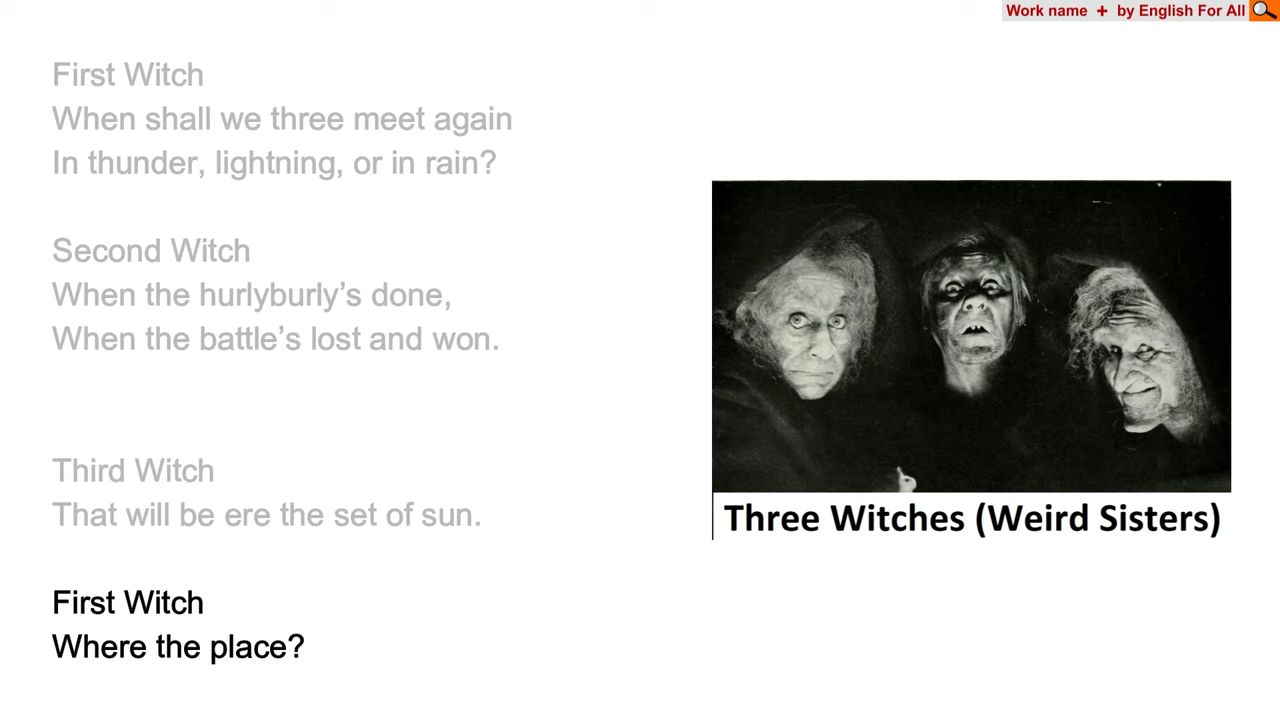 Work name + by English For All
First Witch
When shall we three meet again
In thunder, lightning, or in rain?
Second Witch
When the hurlyburly’s done,
When the battle’s lost and won.
Third Witch
That will be ere the set of sun.
First Witch
Where the place?
Three Witches (Weird Sisters)